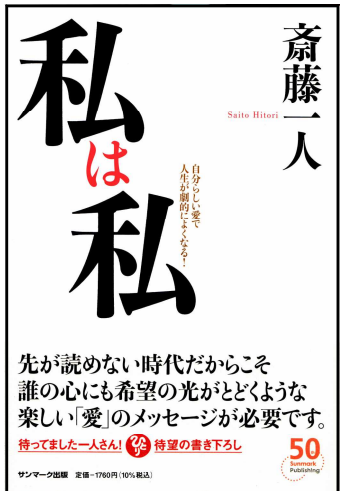 斎藤一人
Saito Hitori
私は私
自分らしい愛で
人生が劇的によくなる!
先が読めない時代だからこそ
誰の心にも希望の光がとどくような
楽しい「愛」のメッセージが必要です。
待ってました一人さん! 待望の書き下ろし
サンマーク出版 定価=1760円(10%税込)
50th
Sunmark
Publishing